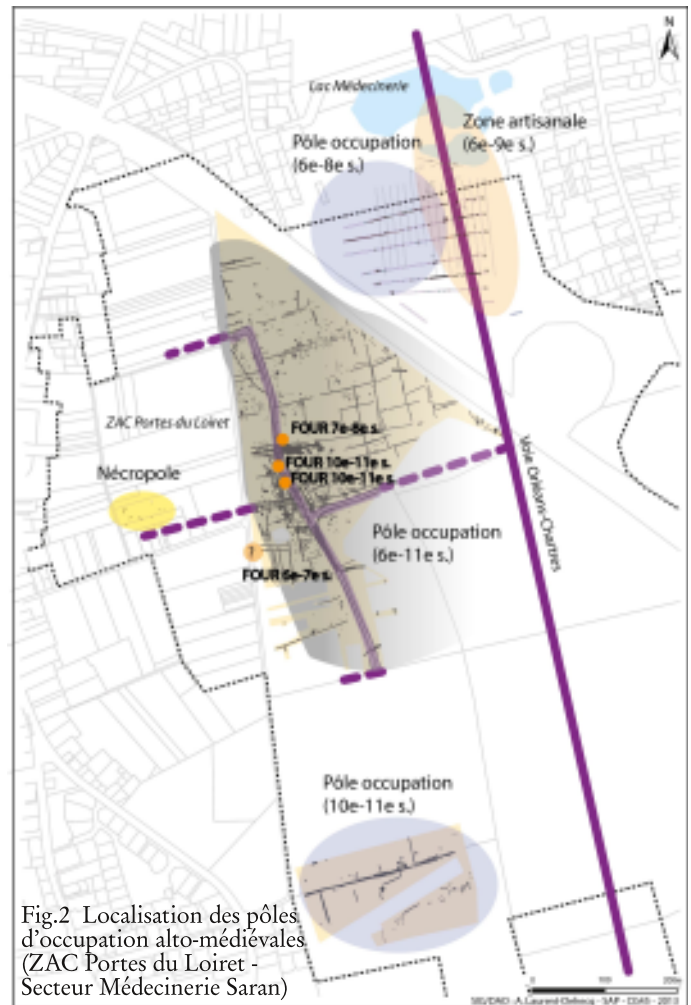 N
Lac Médecinerie
Zone artisanale
(6e-9e s.)
Pôle occupation
(6e-8e s.)
ZAC Portes du Loiret
FOUR 7e-8e s.
FOUR 10e-11e s.
FOUR 10e-11e s.
Nécropole
Voie Orléans-Chartres
Pôle occupation
(6e-11e s.)
FOUR 6e-7e s.
Pôle occupation
(10e-11e s.)
Fig.2 Localisation des pôles
d'occupation alto-médiévales
(ZAC Portes du Loiret -
Secteur Médecinerie Saran)
0